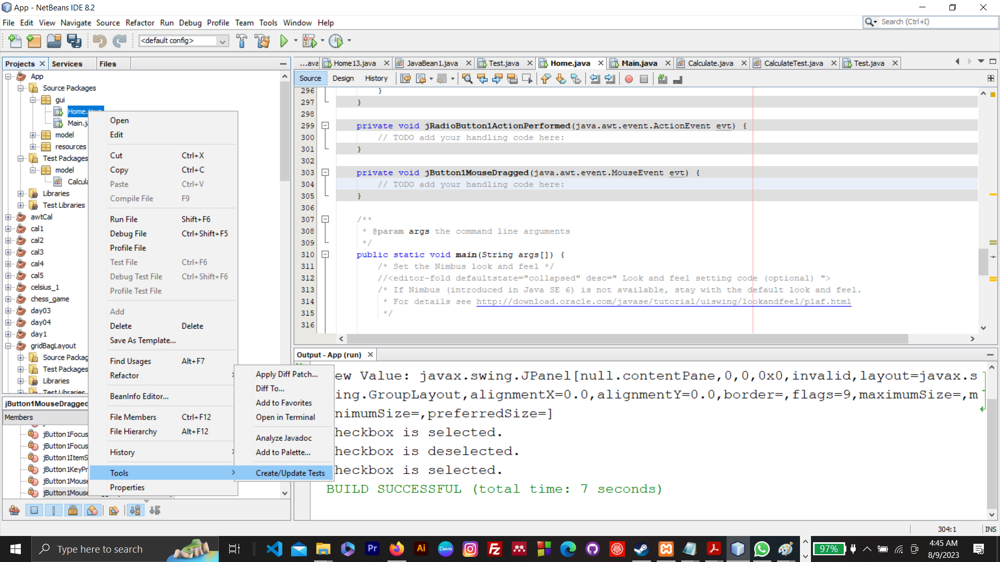 App - NetBeans IDE 8.2
File Edit View Navigate Source Refactor Run Debug Profile Team Tools Window Help
Search (Ctrl+I)
<default config>
Projects Services Files
App
Source Packages
gui
Home.java
Main.ja
model
resources
Test Packages
model
Calcula
Libraries
Test Libraries
awtCal
cal1
cal2
cal3
cal4
cal5
celsius_1
chess_game
day03
day04
day1
gridBagLayout
Source Packag
Test Packages
Libraries
Test Libraries
jButton1MouseDragged
Members
jButton1Focus
jButton1Focus
jButton1ItemS
jButton1KeyPr
jButton1Mouse
jButton1Mouse
Open
Edit
Cut Ctrl+X
Copy Ctrl+C
Paste Ctrl+V
Compile File F9
Run File Shift+F6
Debug File Ctrl+Shift+F5
Profile File
Test File Ctrl+F6
Debug Test File Ctrl+Shift+F6
Profile Test File
Add
Delete Delete
Save As Template...
Find Usages Alt+F7
Refactor
BeanInfo Editor...
File Members Ctrl+F12
File Hierarchy Alt+F12
History
Tools
Properties
Apply Diff Patch...
Diff To...
Add to Favorites
Open in Terminal
Analyze Javadoc
Add to Palette...
Create/Update Tests
...ava Home13.java JavaBean1.java Test.java Home.java Main.java Calculate.java CalculateTest.java Test.java
Source Design History
296 }
297 }
298
299 private void jRadioButton1ActionPerformed(java.awt.event.ActionEvent evt) {
300 // TODO add your handling code here:
301 }
302
303 private void jButton1MouseDragged(java.awt.event.MouseEvent evt) {
304 // TODO add your handling code here:
305 }
306
307 /**
308 * @param args the command line arguments
309 */
310 public static void main(String args[]) {
311 /* Set the Nimbus look and feel */
312 //<editor-fold defaultstate="collapsed" desc=" Look and feel setting code (optional) ">
313 /* If Nimbus (introduced in Java SE 6) is not available, stay with the default look and feel.
314 * For details see http://download.oracle.com/javase/tutorial/uiswing/lookandfeel/plaf.html
315 */
316
Output - App (run)
ew Value: javax.swing.JPanel[null.contentPane,0,0,0x0,invalid,layout=javax.s
ing.GroupLayout,alignmentX=0.0,alignmentY=0.0,border=,flags=9,maximumSize=,m
nimumSize=,preferredSize=]
heckbox is selected.
heckbox is deselected.
heckbox is selected.
BUILD SUCCESSFUL (total time: 7 seconds)
304:1 INS
Type here to search
Pr
Ai
Canva
Fz
97%
4:45 AM
8/9/2023